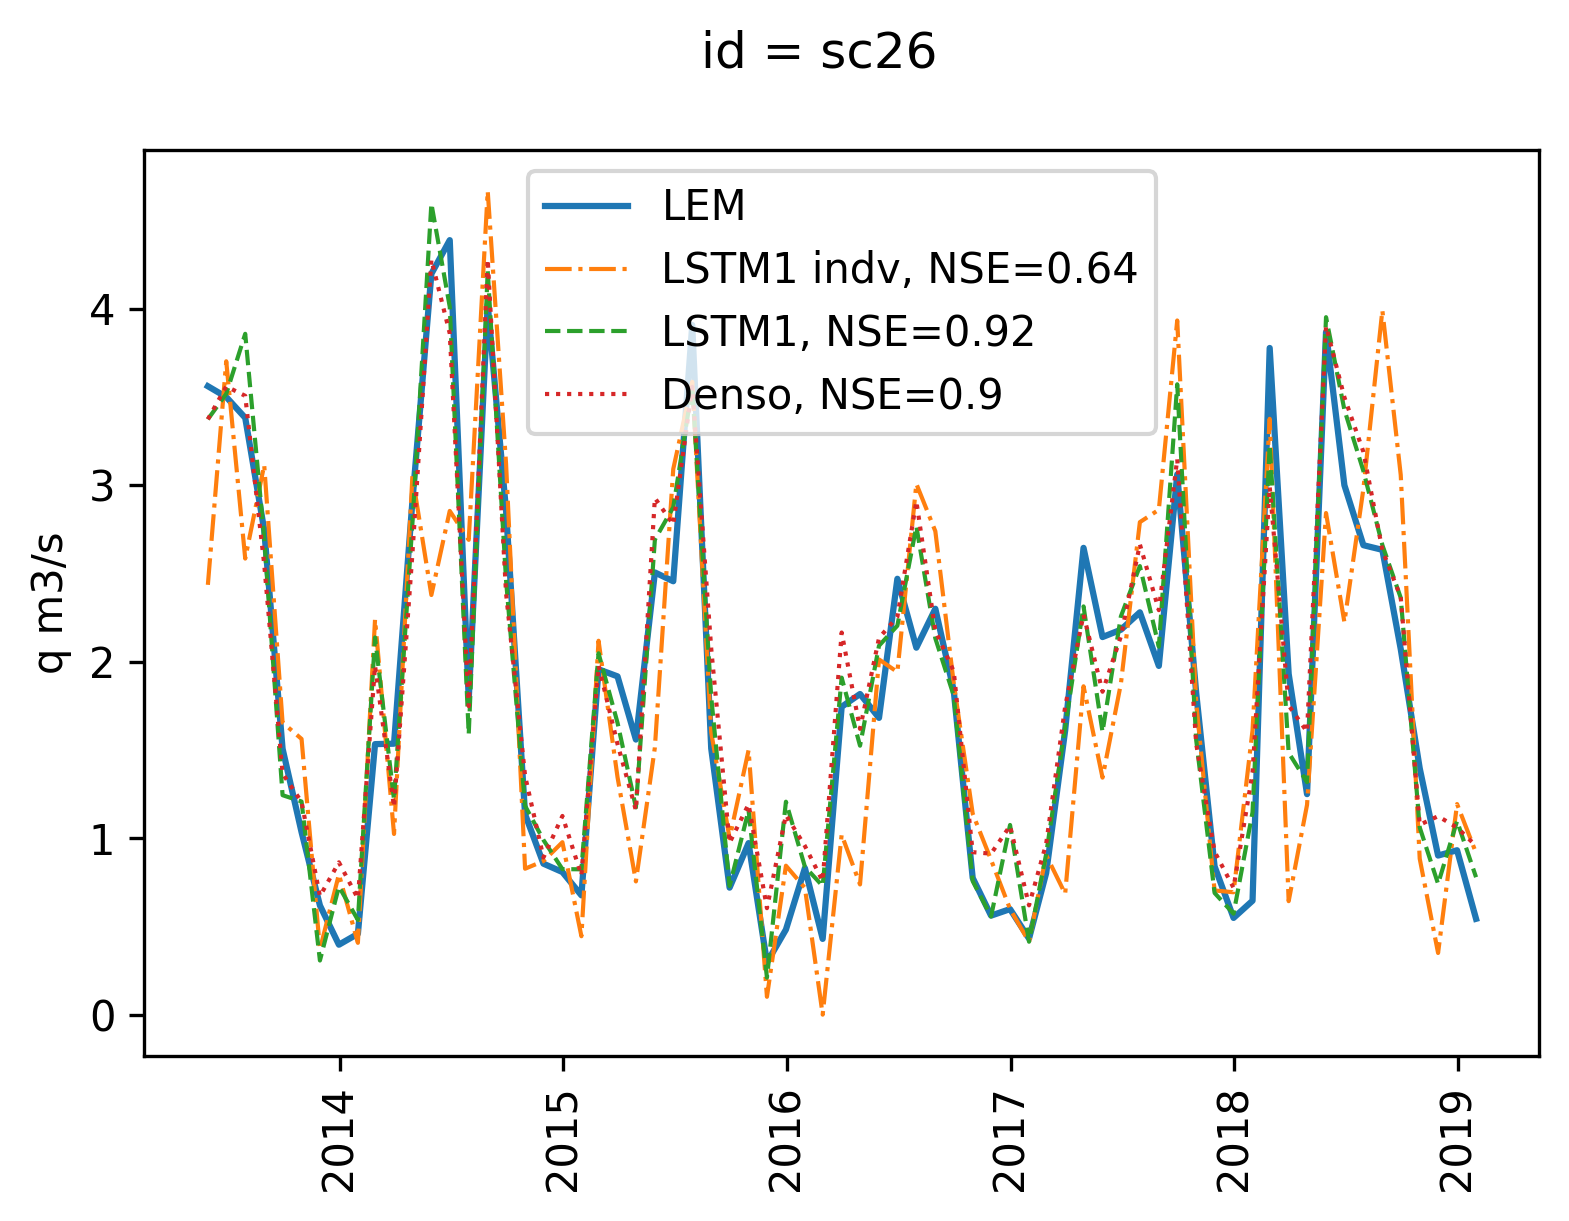 id = sc26
LEM
LSTM1 indv, NSE=0.64
LSTM1, NSE=0.92
Denso, NSE=0.9
q m3/s
4
3
2
1
0
2014
2015
2016
2017
2018
2019